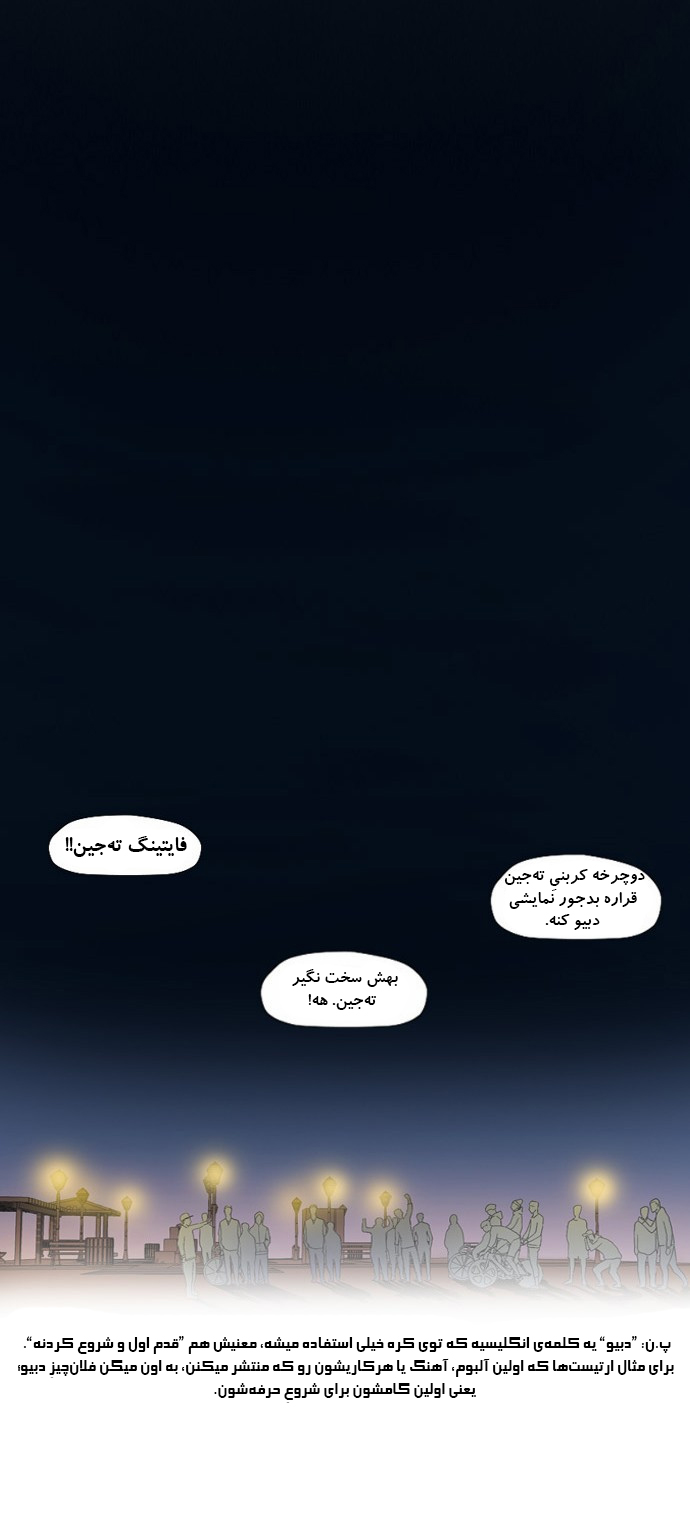 فایتینگ ته‌جین!!
دوچرخه کربنیِ ته‌جین
قراره بدجور نمایشی
دبیو کنه.
بهش سخت نگیر
ته‌جین. هه!
پ.ن: "دبیو" یه کلمه‌ی انگلیسیه که توی کره خیلی استفاده میشه، معنیش هم "قدم اول و شروع کردنه".
برای مثال ارتیست‌ها که اولین آلبوم، آهنگ یا هرکاریشون رو که منتشر میکنن، به اون میگن فلان‌چیزِ دبیو؛
یعنی اولین گامشون برای شروعِ حرفه‌شون.